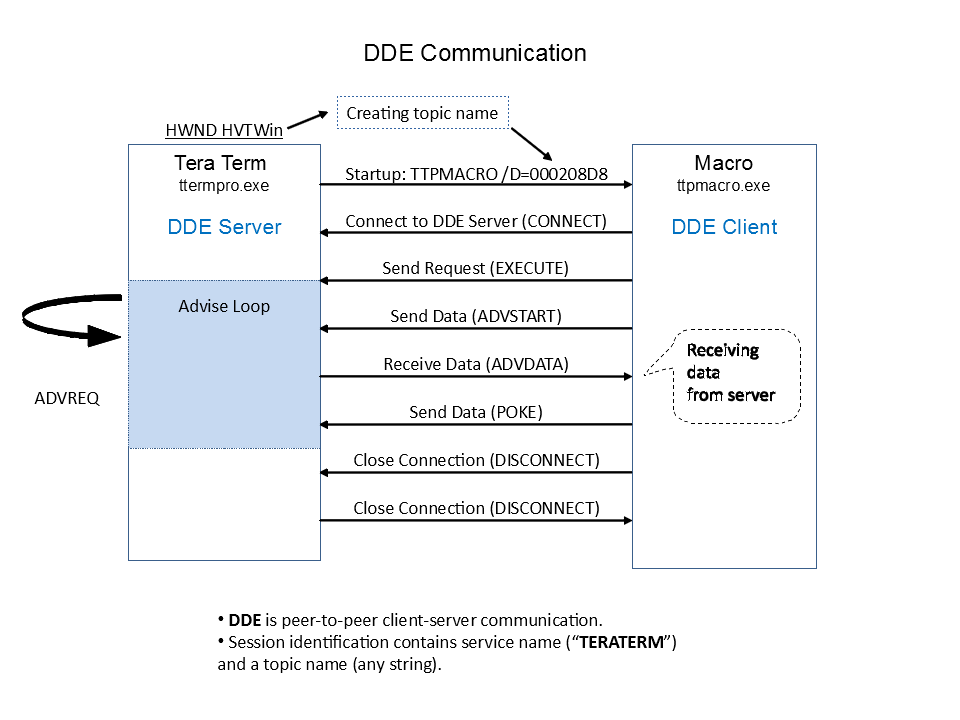 DDE Communication
Creating topic name
HWND HVTWin
Tera Term
ttermpro.exe
DDE Server
Macro
ttpmacro.exe
DDE Client
Startup: TTPMACRO /D=000208D8
Connect to DDE Server (CONNECT)
Send Request (EXECUTE)
Advise Loop
Send Data (ADVSTART)
Receive Data (ADVDATA)
Receiving
data
from server
ADVREQ
Send Data (POKE)
Close Connection (DISCONNECT)
Close Connection (DISCONNECT)
• DDE is peer-to-peer client-server communication.
• Session identification contains service name (“TERATERM”)
and a topic name (any string).